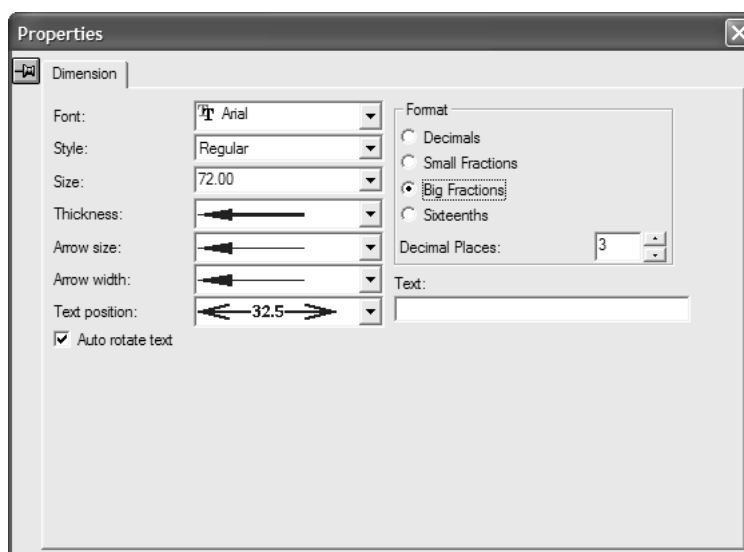 Properties
Dimension
Font:
Arial
Style:
Regular
Size:
72.00
Thickness:
Arrow size:
Arrow width:
Text position:
32.5
Auto rotate text
Format
Decimals
Small Fractions
Big Fractions
Sixteenths
Decimal Places:
3
Text: